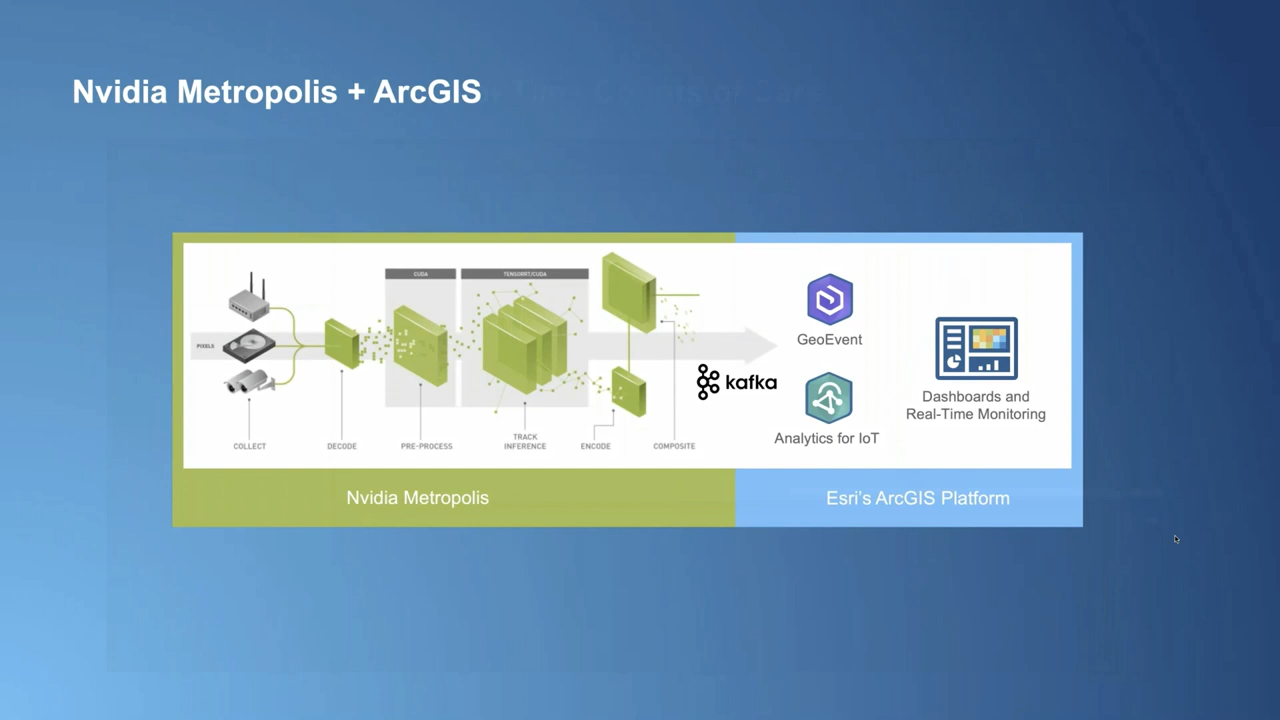 Nvidia Metropolis + ArcGIS
CUDA
TENSORRT/CUDA
PIXELS
COLLECT
DECODE
PRE-PROCESS
TRACK
INFERENCE
ENCODE
COMPOSITE
kafka
GeoEvent
Analytics for IoT
Dashboards and
Real-Time Monitoring
Nvidia Metropolis
Esri's ArcGIS Platform